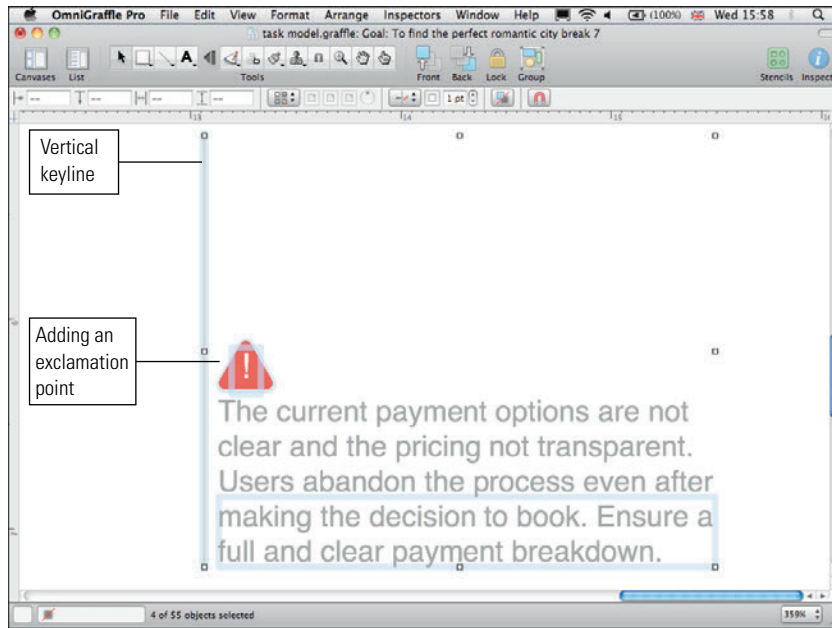 OmniGraffle Pro File Edit View Format Arrange Inspectors Window Help (100%) Wed 15:58
task model.graffle: Goal: To find the perfect romantic city break 7
Canvases List Tools Front Back Lock Group Stencils Inspect
-- -- -- -- 1 pt
13 14 15
Vertical
keyline
Adding an
exclamation
point
!
The current payment options are not
clear and the pricing not transparent.
Users abandon the process even after
making the decision to book. Ensure a
full and clear payment breakdown.
4 of 55 objects selected 359%